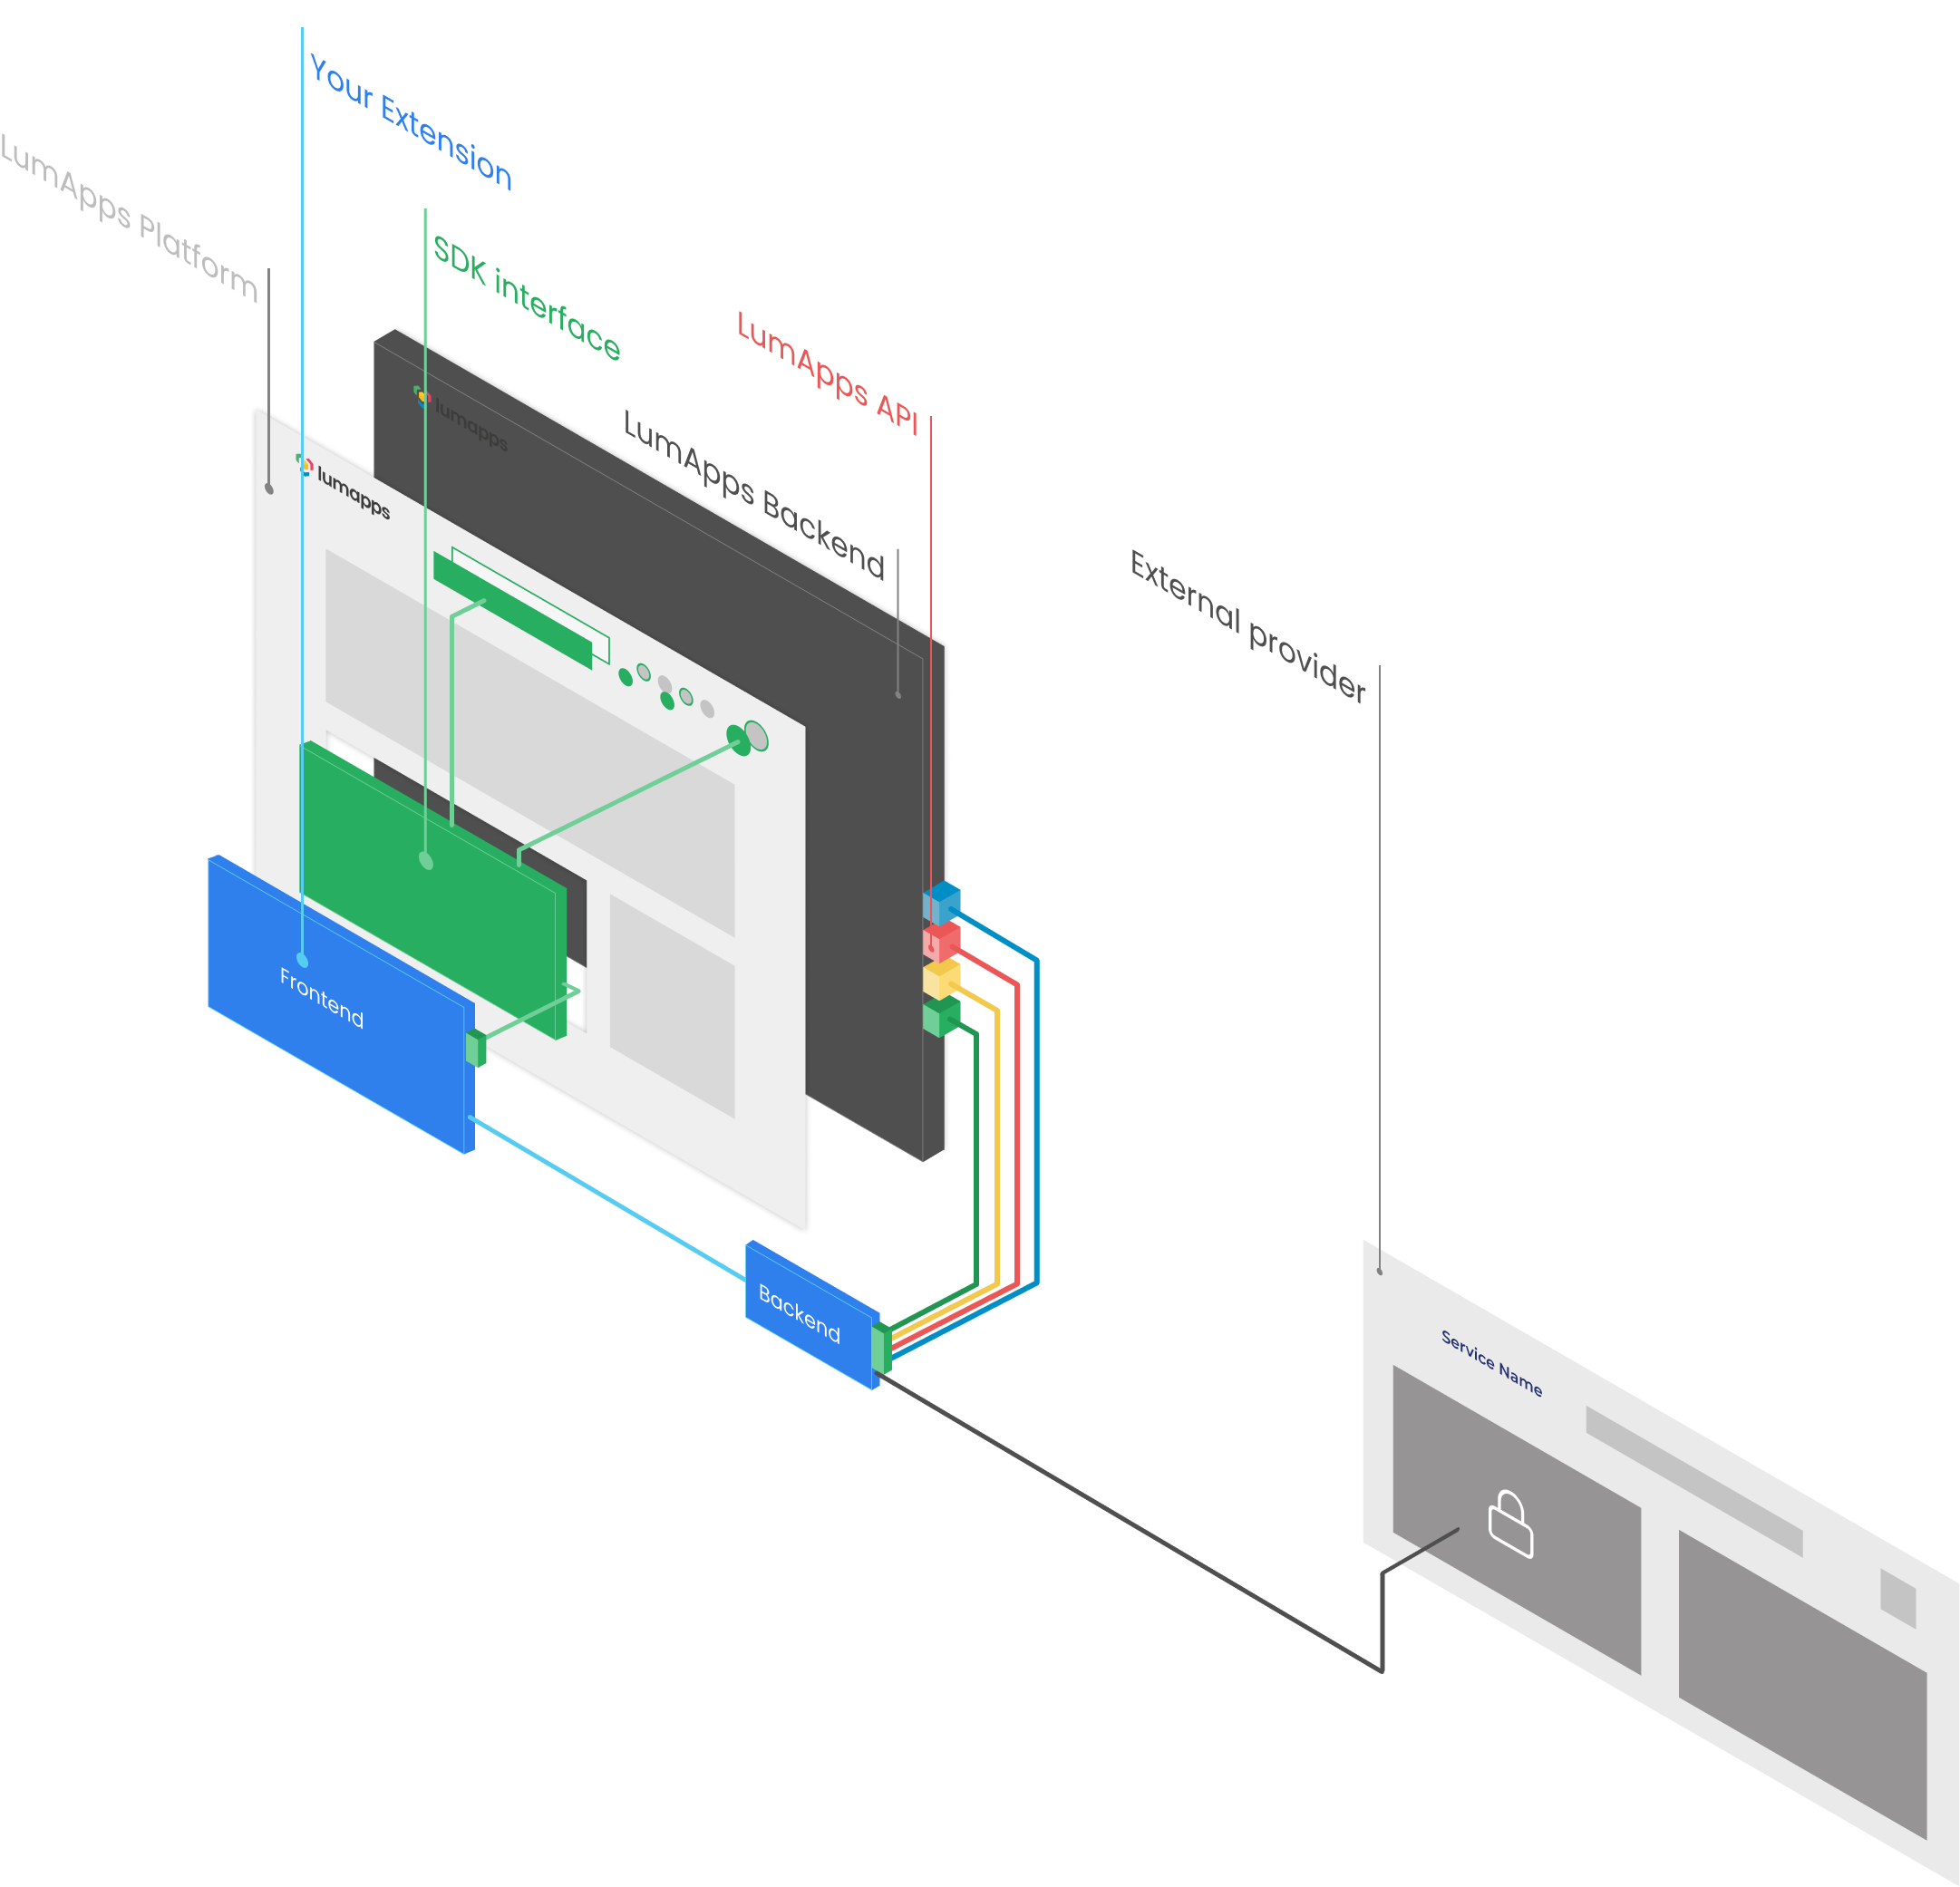 Your Extension
LumApps Platform
SDK interface
LumApps API
LumApps Backend
External provider
lumapps
lumapps
Frontend
Backend
Service Name